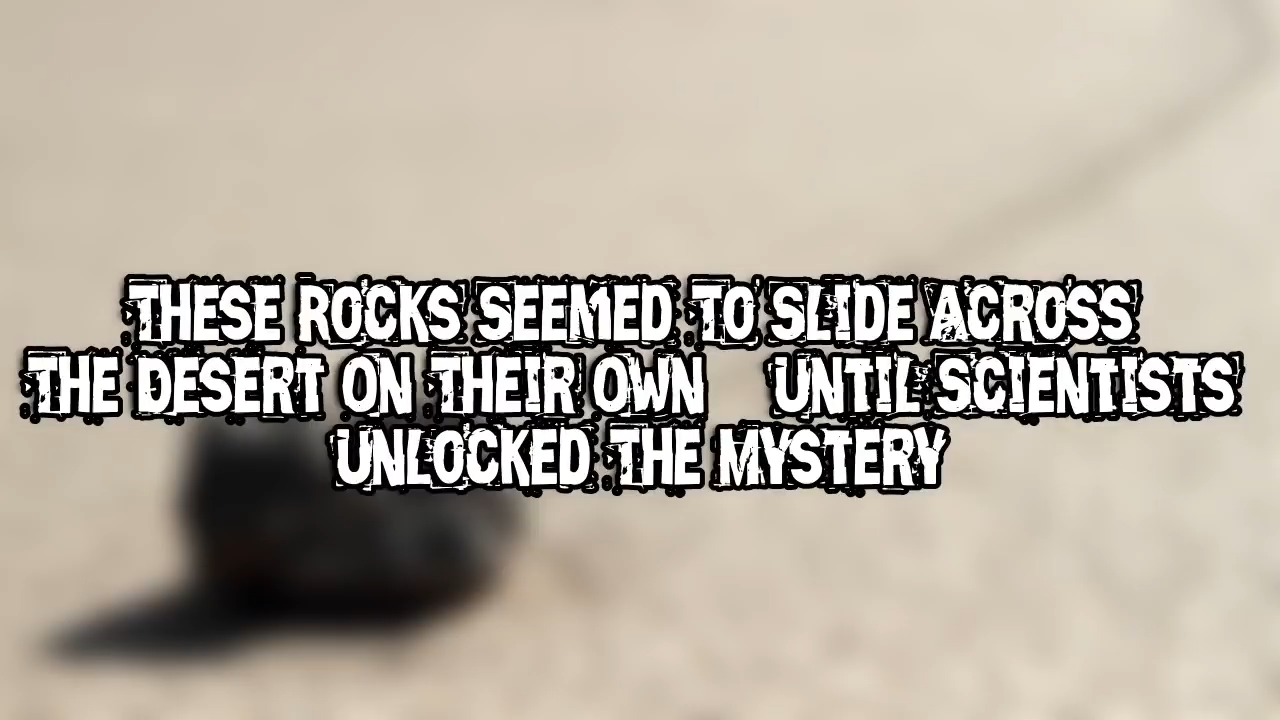 THESE ROCKS SEEMED TO SLIDE ACROSS
THE DESERT ON THEIR OWN UNTIL SCIENTISTS
UNLOCKED THE MYSTERY